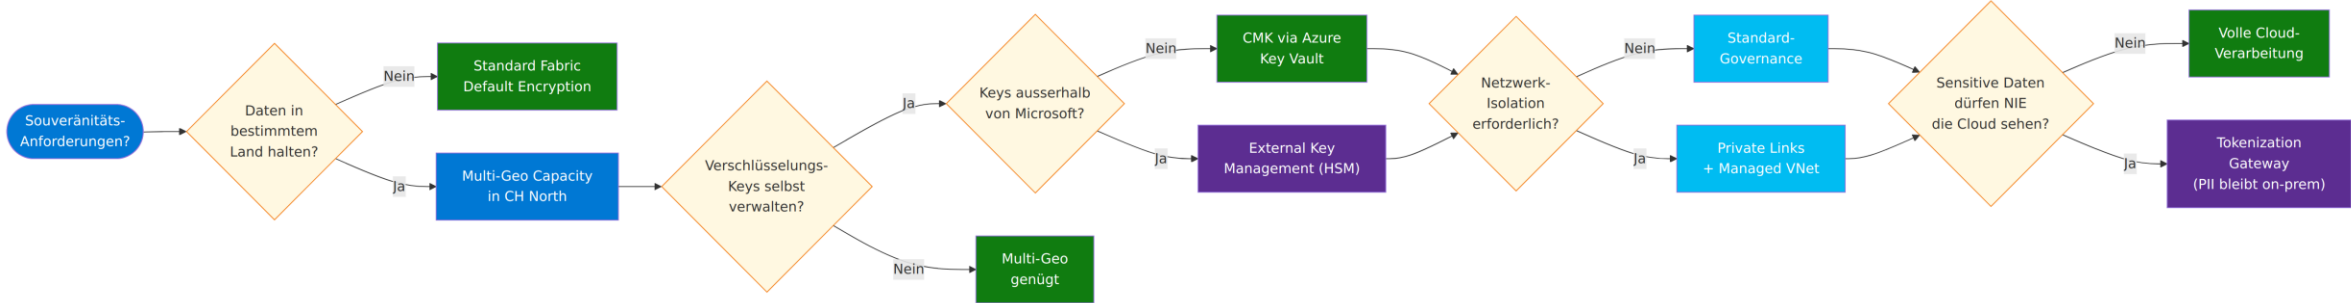 Souveränitäts-
Anforderungen?
Daten in
bestimmtem
Land halten?
Nein
Standard Fabric
Default Encryption
Ja
Multi-Geo Capacity
in CH North
Verschlüsselungs-
Keys selbst
verwalten?
Ja
Nein
Multi-Geo
genügt
Keys ausserhalb
von Microsoft?
Nein
CMK via Azure
Key Vault
Ja
External Key
Management (HSM)
Netzwerk-
Isolation
erforderlich?
Nein
Standard-
Governance
Ja
Private Links
+ Managed VNet
Sensitive Daten
dürfen NIE
die Cloud sehen?
Nein
Volle Cloud-
Verarbeitung
Ja
Tokenization
Gateway
(PII bleibt on-prem)